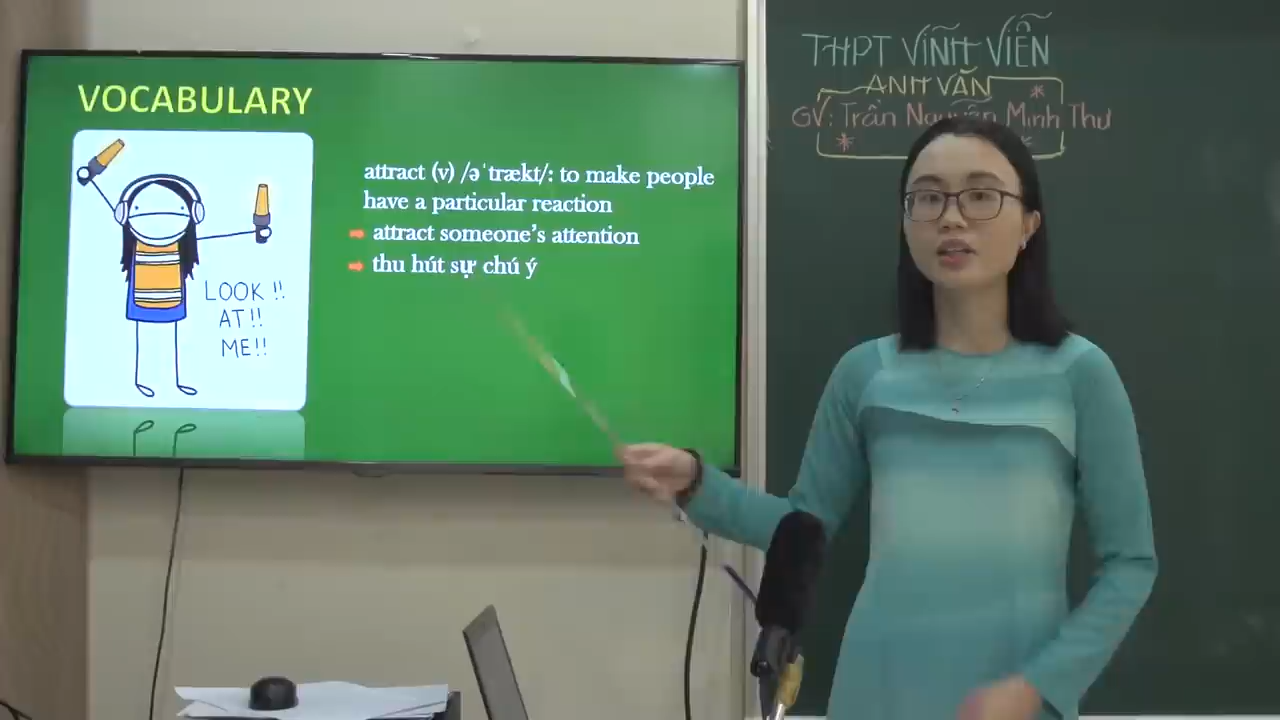 VOCABULARY
LOOK !!
AT!!
ME!!
attract (v) /əˈtrækt/: to make people
have a particular reaction
attract someone's attention
thu hút sự chú ý
THPT VĨNH VIỄN
ANH VĂN
GV: Trần Nguyễn Minh Thư